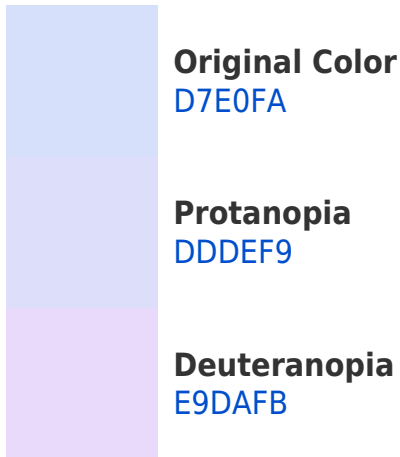 Original Color
D7E0FA
Protanopia
DDDEF9
Deuteranopia
E9DAFB